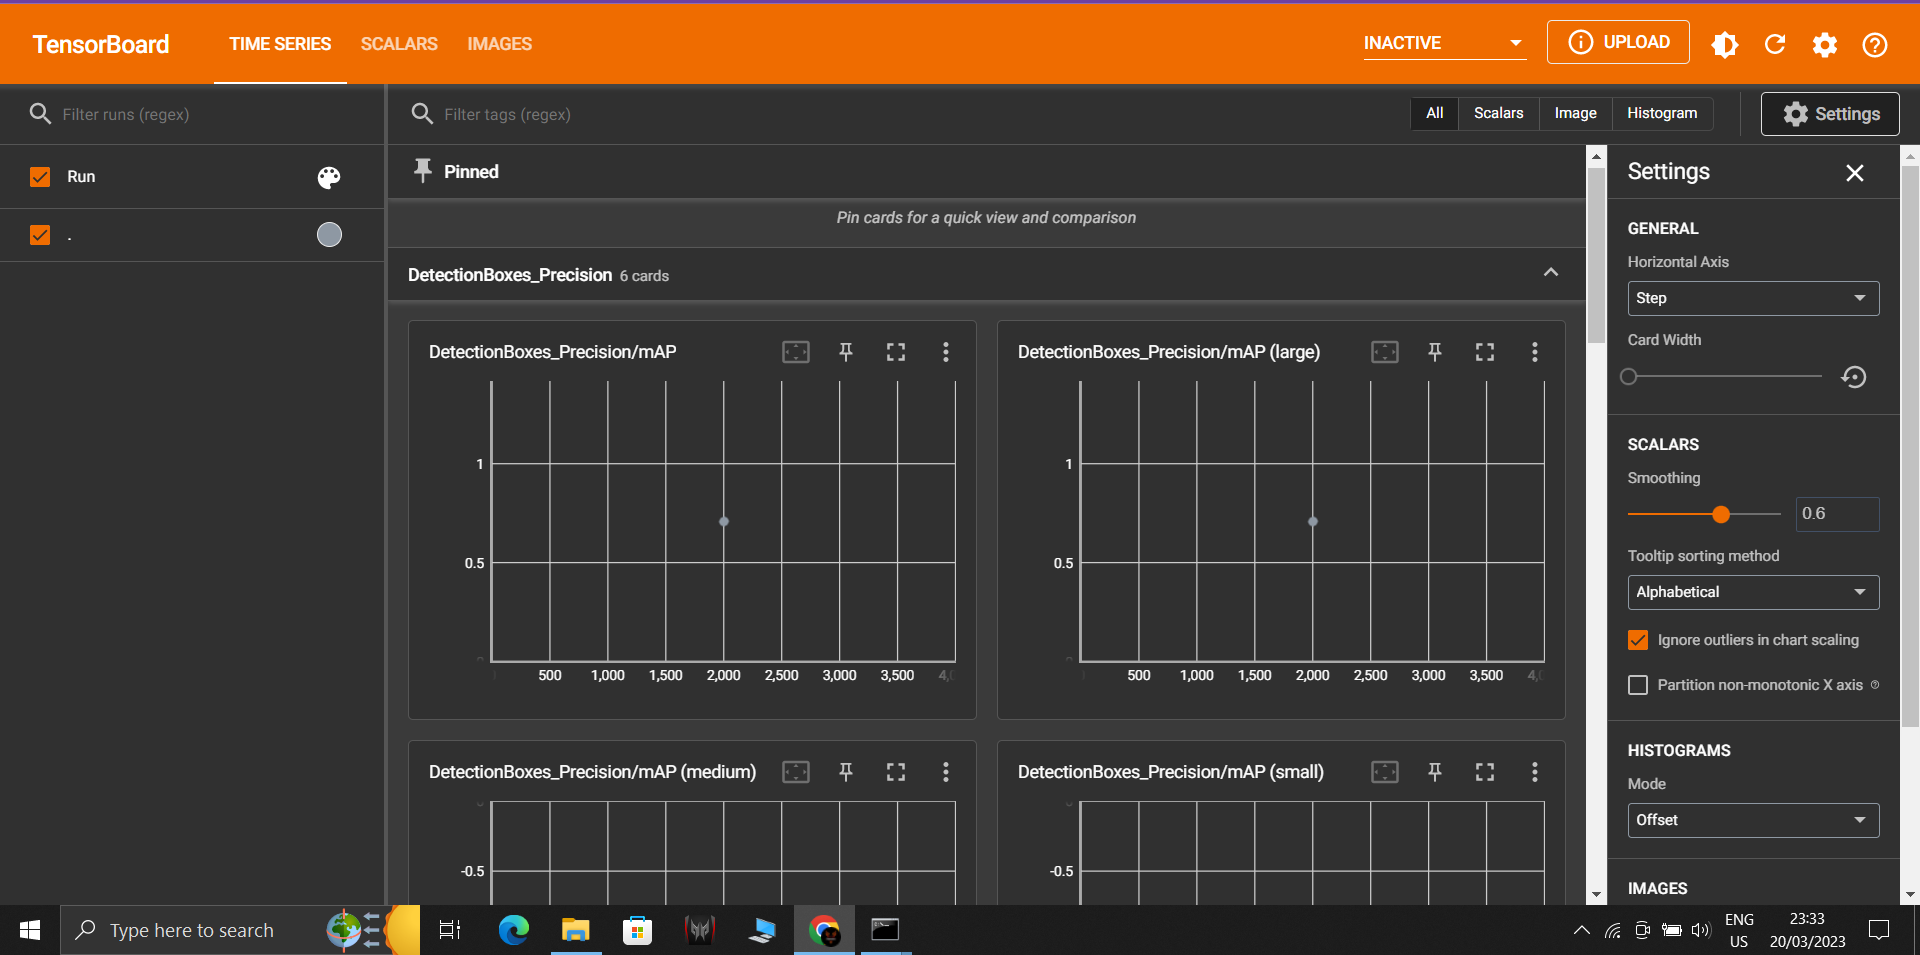 TensorBoard TIME SERIES SCALARS IMAGES INACTIVE UPLOAD
Filter runs (regex)
Run
.
Filter tags (regex) All Scalars Image Histogram Settings
Pinned
Pin cards for a quick view and comparison
DetectionBoxes_Precision 6 cards
DetectionBoxes_Precision/mAP
1
0.5
0
500 1,000 1,500 2,000 2,500 3,000 3,500
DetectionBoxes_Precision/mAP (large)
1
0.5
0
500 1,000 1,500 2,000 2,500 3,000 3,500
DetectionBoxes_Precision/mAP (medium)
0
-0.5
DetectionBoxes_Precision/mAP (small)
0
-0.5
Settings
GENERAL
Horizontal Axis
Step
Card Width
SCALARS
Smoothing
0.6
Tooltip sorting method
Alphabetical
Ignore outliers in chart scaling
Partition non-monotonic X axis
HISTOGRAMS
Mode
Offset
IMAGES
Type here to search
ENG
US
23:33
20/03/2023